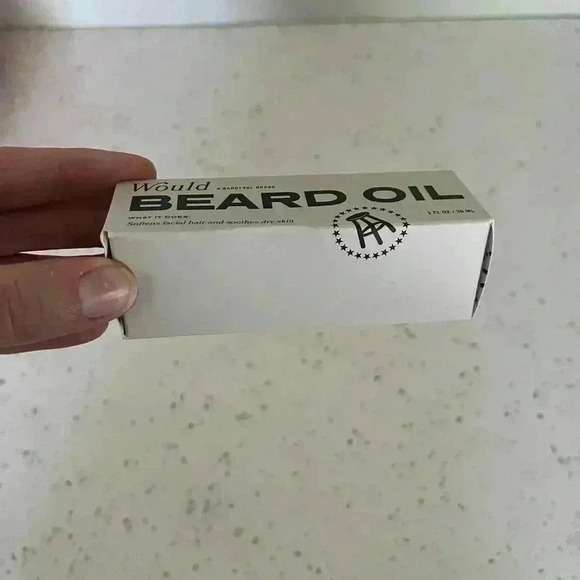 Would
A BARSTOOL BRAND
BEARD OIL
WHAT IT DOES:
Softens facial hair and soothes dry skin
1 FL OZ / 30 ML